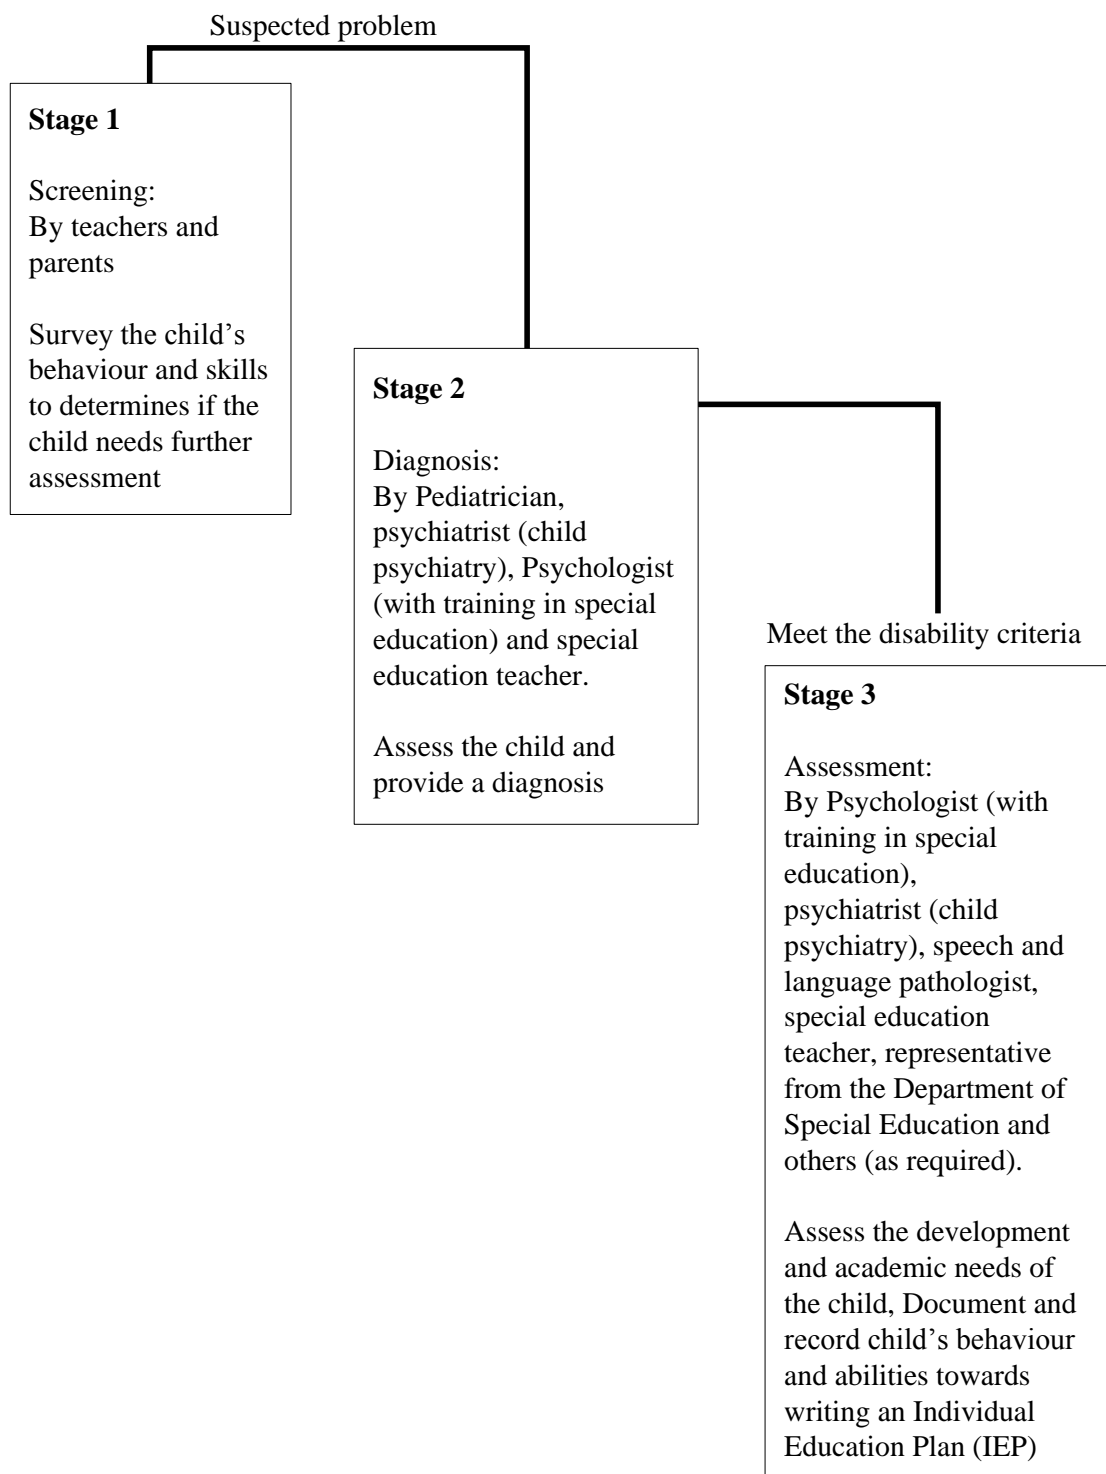 Suspected problem
Stage 1
Screening:
By teachers and
parents
Survey the child’s
behaviour and skills
to determines if the
child needs further
assessment
Stage 2
Diagnosis:
By Pediatrician,
psychiatrist (child
psychiatry), Psychologist
(with training in special
education) and special
education teacher.
Assess the child and
provide a diagnosis
Meet the disability criteria
Stage 3
Assessment:
By Psychologist (with
training in special
education),
psychiatrist (child
psychiatry), speech and
language pathologist,
special education
teacher, representative
from the Department of
Special Education and
others (as required).
Assess the development
and academic needs of
the child, Document and
record child’s behaviour
and abilities towards
writing an Individual
Education Plan (IEP)